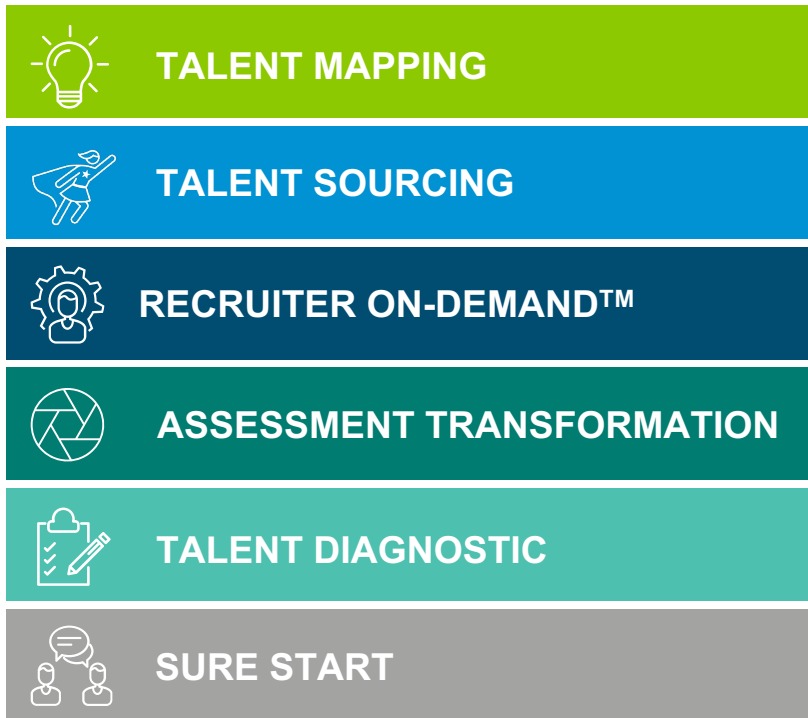 TALENT MAPPING
TALENT SOURCING
RECRUITER ON-DEMAND™
ASSESSMENT TRANSFORMATION
TALENT DIAGNOSTIC
SURE START